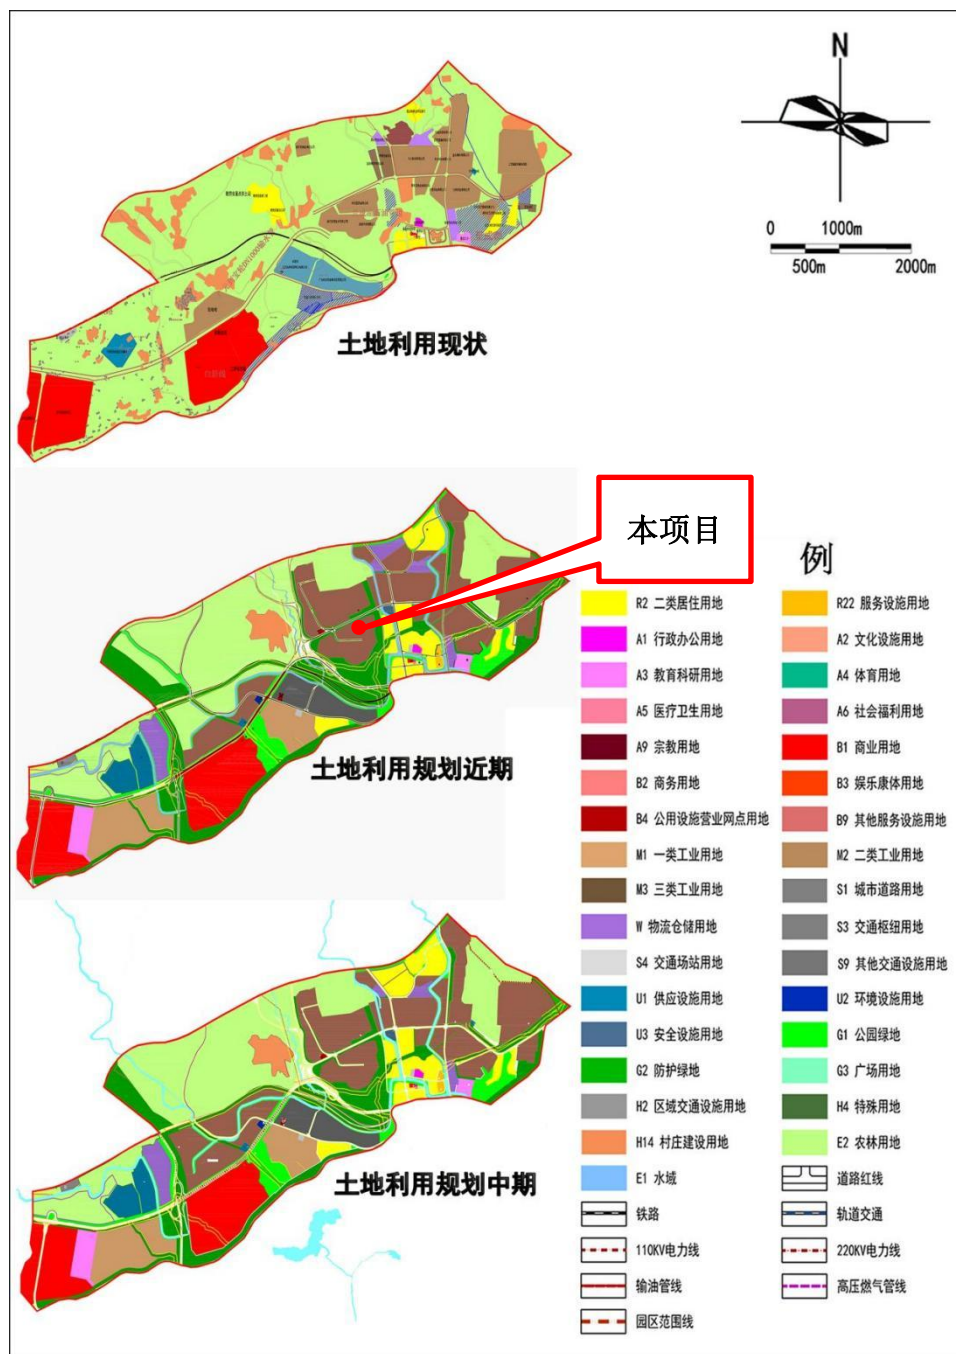 N
0 1000m
500m 2000m
土地利用现状
本项目
土地利用规划近期
土地利用规划中期
例
R2 二类居住用地
R22 服务设施用地
A1 行政办公用地
A2 文化设施用地
A3 教育科研用地
A4 体育用地
A5 医疗卫生用地
A6 社会福利用地
A9 宗教用地
B1 商业用地
B2 商务用地
B3 娱乐康体用地
B4 公用设施营业网点用地
B9 其他服务设施用地
M1 一类工业用地
M2 二类工业用地
M3 三类工业用地
S1 城市道路用地
W 物流仓储用地
S3 交通枢纽用地
S4 交通场站用地
S9 其他交通设施用地
U1 供应设施用地
U2 环境设施用地
U3 安全设施用地
G1 公园绿地
G2 防护绿地
G3 广场用地
H2 区域交通设施用地
H4 特殊用地
H14 村庄建设用地
E2 农林用地
E1 水域
道路红线
铁路
轨道交通
110KV电力线
220KV电力线
输油管线
高压燃气管线
园区范围线